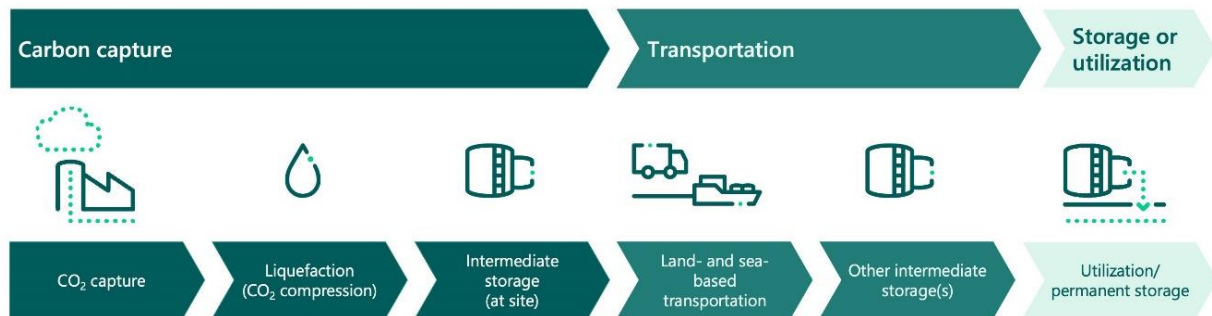 Carbon capture
Transportation
Storage or
utilization
CO₂ capture
Liquefaction
(CO₂ compression)
Intermediate
storage
(at site)
Land- and sea-
based
transportation
Other intermediate
storage(s)
Utilization/
permanent storage